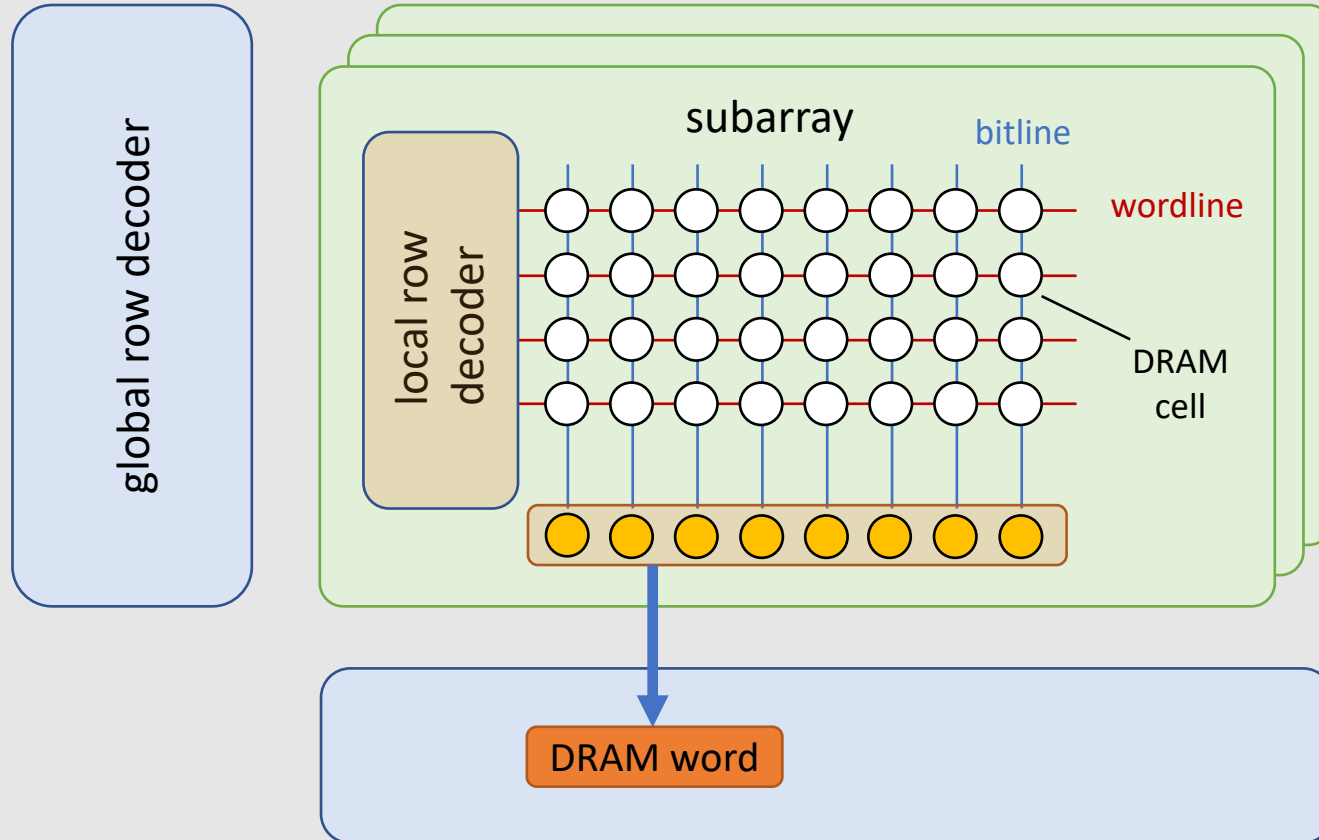 global row decoder
subarray
bitline
wordline
local row
decoder
DRAM
cell
DRAM word